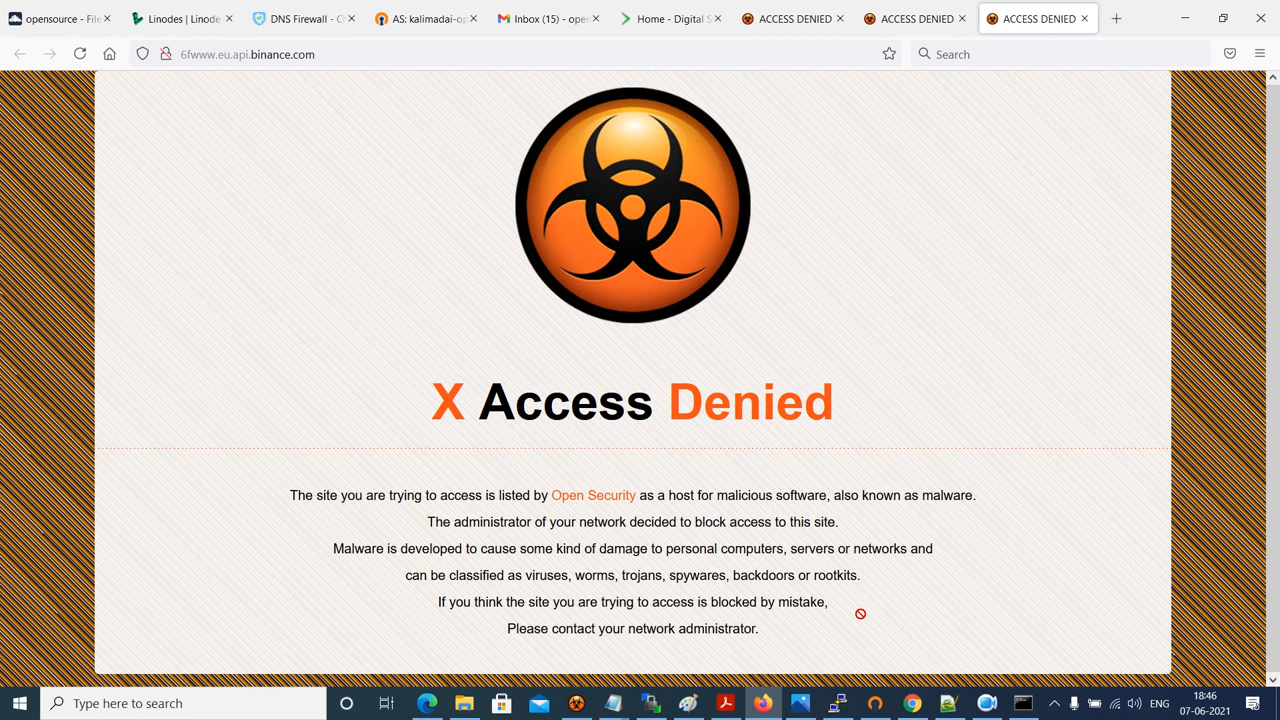 opensource - File
Linodes | Linode
DNS Firewall - Cl
AS: kalimadai-op
Inbox (15) - open
Home - Digital S
ACCESS DENIED
ACCESS DENIED
ACCESS DENIED
6fwww.eu.api.binance.com
Search
X Access Denied
The site you are trying to access is listed by Open Security as a host for malicious software, also known as malware.
The administrator of your network decided to block access to this site.
Malware is developed to cause some kind of damage to personal computers, servers or networks and
can be classified as viruses, worms, trojans, spywares, backdoors or rootkits.
If you think the site you are trying to access is blocked by mistake,
Please contact your network administrator.
Type here to search
ENG
18:46
07-06-2021